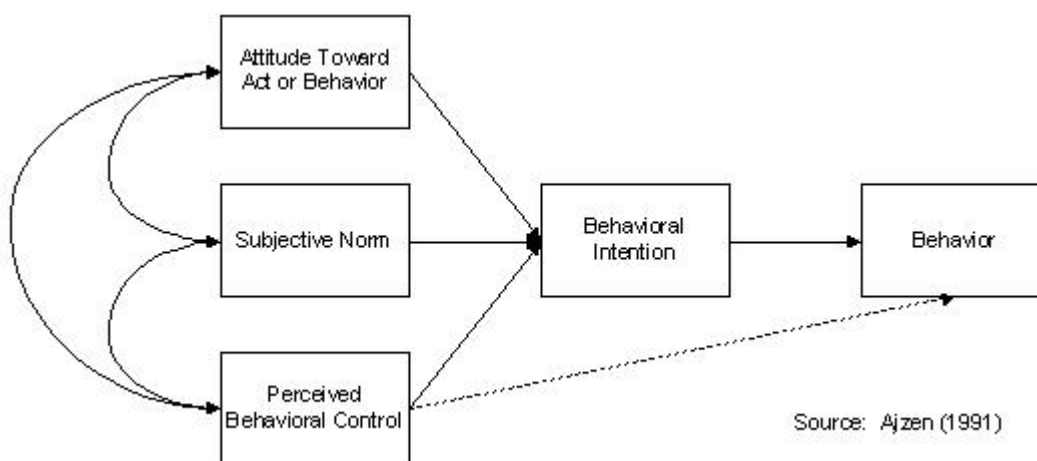 Attitude Toward
Act or Behavior
Subjective Norm
Behavioral
Intention
Behavior
Perceived
Behavioral Control
Source: Ajzen (1991)